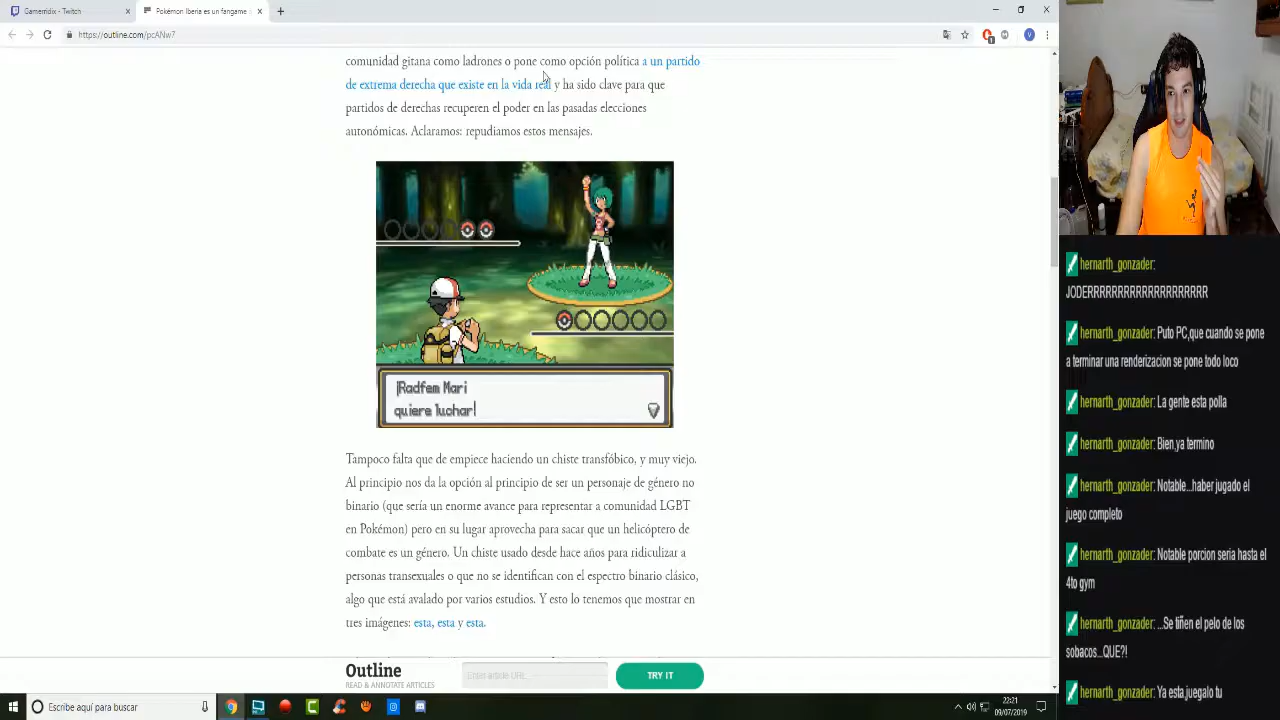 Gamerridix - Twitch
Pokémon Iberia es un fangame
https://outline.com/pcANw7
comunidad gitana como ladrones o pone como opción política a un partido
de extrema derecha que existe en la vida real y ha sido clave para que
partidos de derechas recuperen el poder en las pasadas elecciones
autonómicas. Aclaramos: repudiamos estos mensajes.
¡Radfem Mari
quiere luchar!
Tampoco falta que de empiece haciendo un chiste transfóbico, y muy viejo.
Al principio nos da la opción al principio de ser un personaje de género no
binario (que sería un enorme avance para representar a comunidad LGBT
en Pokémon) pero en su lugar aprovecha para sacar que un helicóptero de
combate es un género. Un chiste usado desde hace años para ridiculizar a
personas transexuales o que no se identifican con el espectro binario clásico,
algo que está avalado por varios estudios. Y esto lo tenemos que mostrar en
tres imágenes: esta, esta y esta.
Outline
READ & ANNOTATE ARTICLES
Enter article URL...
TRY IT
hernarth_gonzader:
JODERRRRRRRRRRRRRRRRRRRR
hernarth_gonzader: Puto PC,que cuando se pone
a terminar una renderizacion se pone todo loco
hernarth_gonzader: La gente esta polla
hernarth_gonzader: Bien,ya termino
hernarth_gonzader: Notable...haber jugado el
juego completo
hernarth_gonzader: Notable porcion seria hasta el
4to gym
hernarth_gonzader: ...Se tiñen el pelo de los
sobacos...QUE?!
hernarth_gonzader: Ya esta,juegalo tu
Escribe aquí para buscar
22:21
09/07/2019